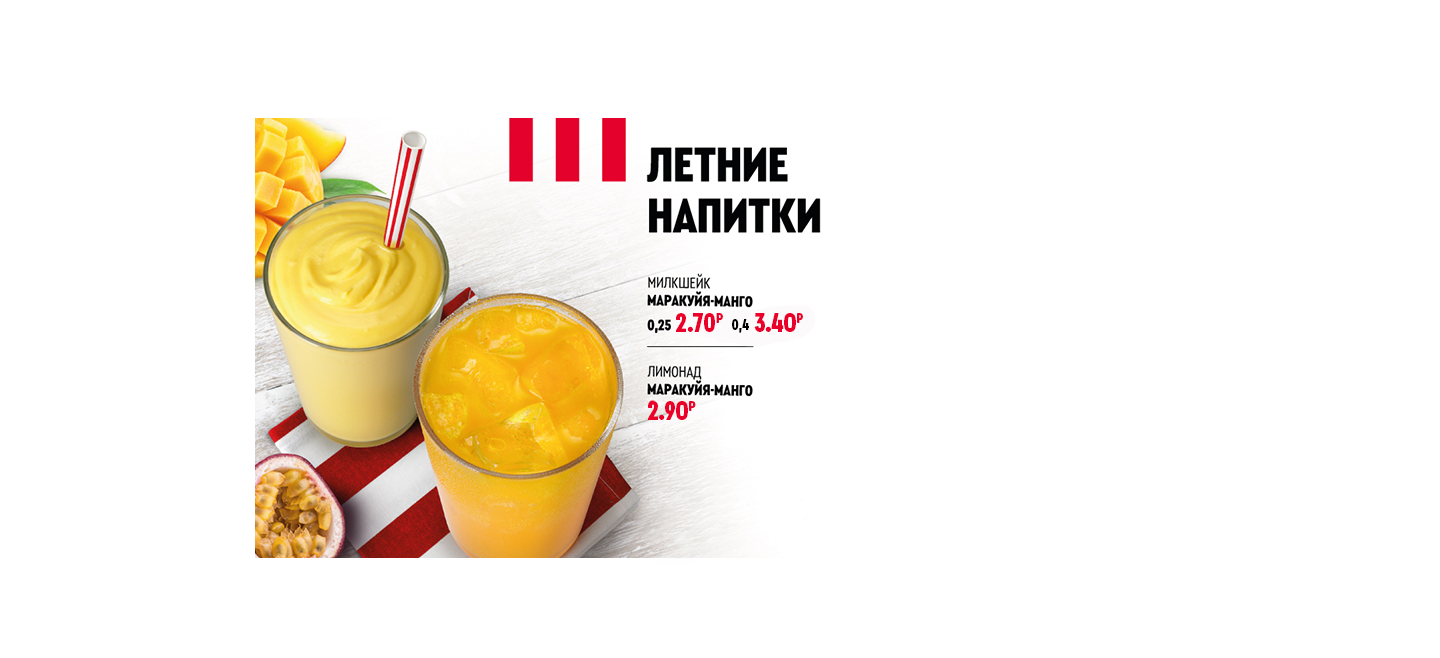 ЛЕТНИЕ
НАПИТКИ
МИЛКШЕЙК
МАРАКУЙЯ-МАНГО
0,25 2.70Р 0,4 3.40Р
ЛИМОНАД
МАРАКУЙЯ-МАНГО
2.90Р